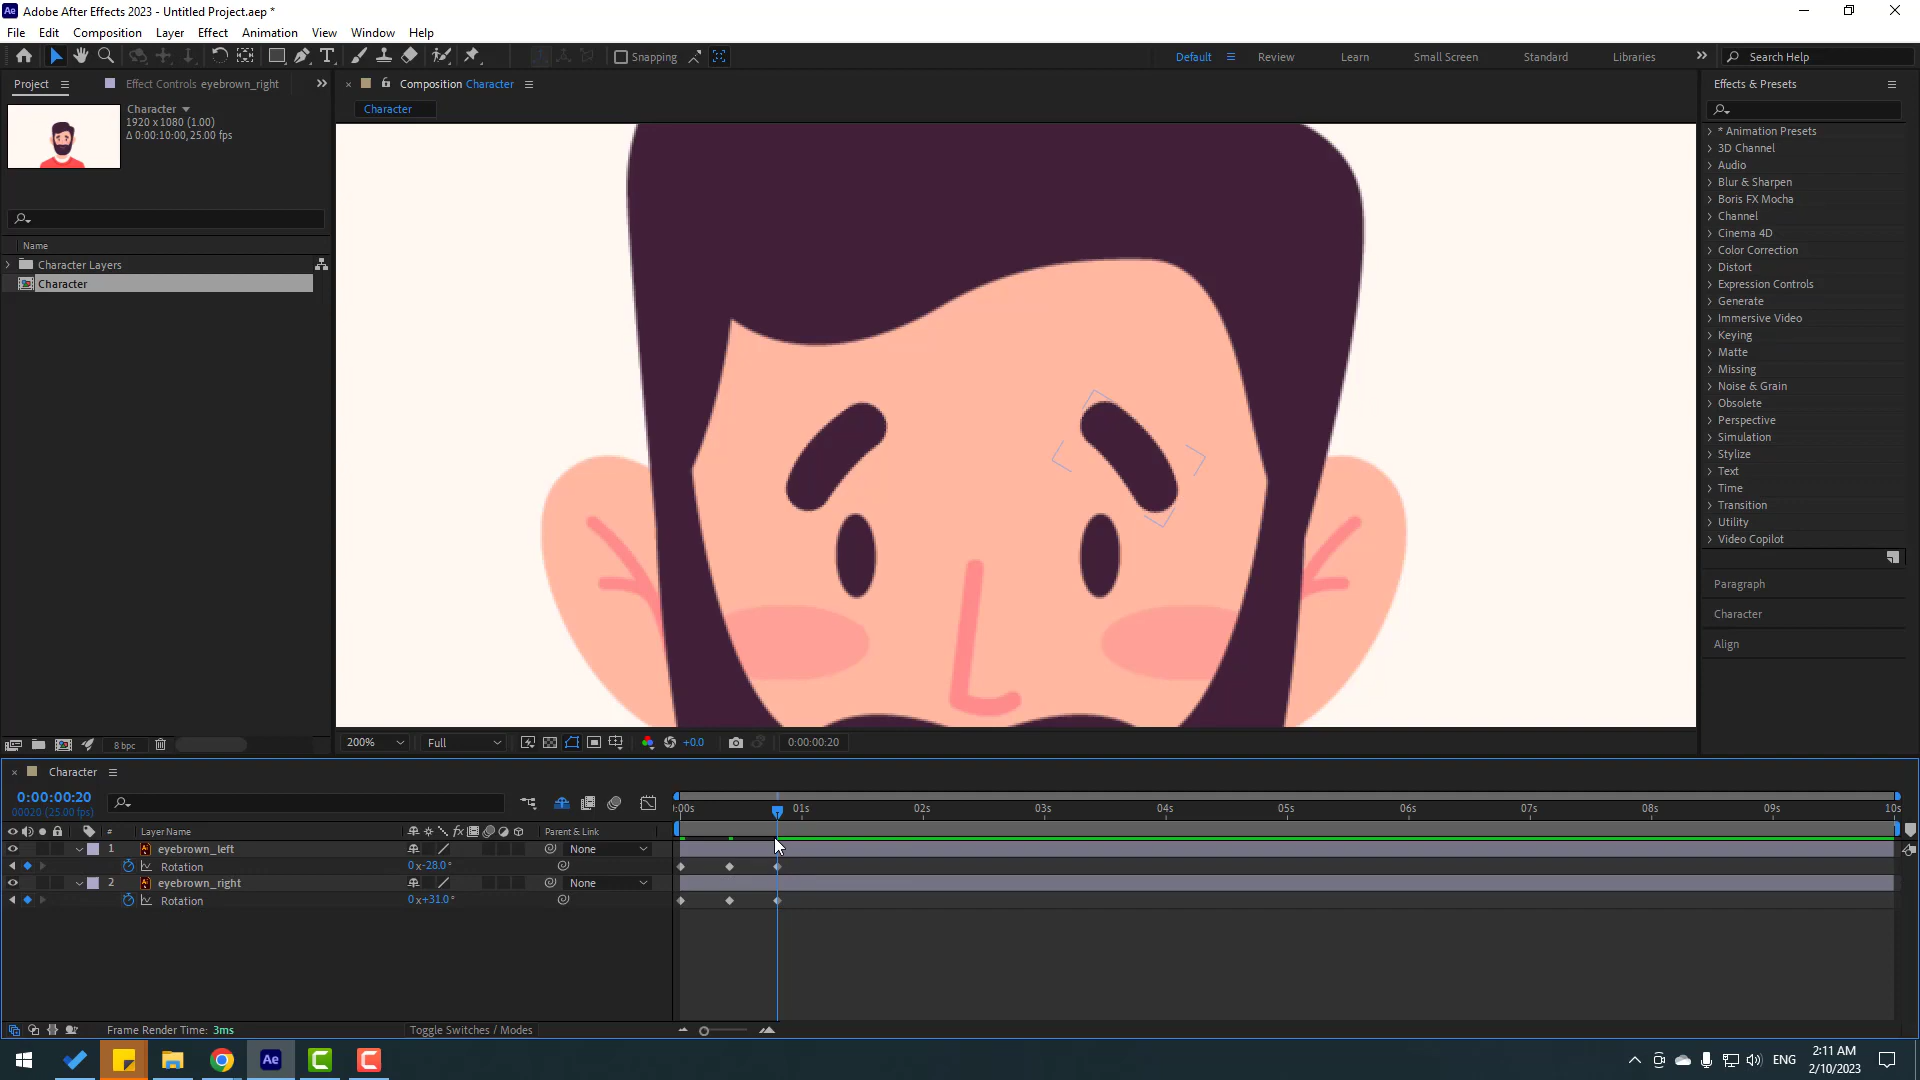 Ae Adobe After Effects 2023 - Untitled Project.aep *
File Edit Composition Layer Effect Animation View Window Help
Snapping Default Review Learn Small Screen Standard Libraries Search Help
Project Effect Controls eyebrown_right
Composition Character
Effects & Presets
Character
1920 x 1080 (1.00)
Δ 0:00:10:00, 25.00 fps
Name
Character Layers
Character
Character
* Animation Presets
3D Channel
Audio
Blur & Sharpen
Boris FX Mocha
Channel
Cinema 4D
Color Correction
Distort
Expression Controls
Generate
Immersive Video
Keying
Matte
Missing
Noise & Grain
Obsolete
Perspective
Simulation
Stylize
Text
Time
Transition
Utility
Video Copilot
Paragraph
Character
Align
8 bpc
200% Full +0.0 0:00:00:20
Character
0:00:00:20
00020 (25.00 fps)
:00s 01s 02s 03s 04s 05s 06s 07s 08s 09s 10s
# Layer Name fx Parent & Link
1 eyebrown_left None
Rotation 0x-28.0°
2 eyebrown_right None
Rotation 0x+31.0°
Frame Render Time: 3ms Toggle Switches / Modes
Ae C C ENG 2:11 AM
2/10/2023